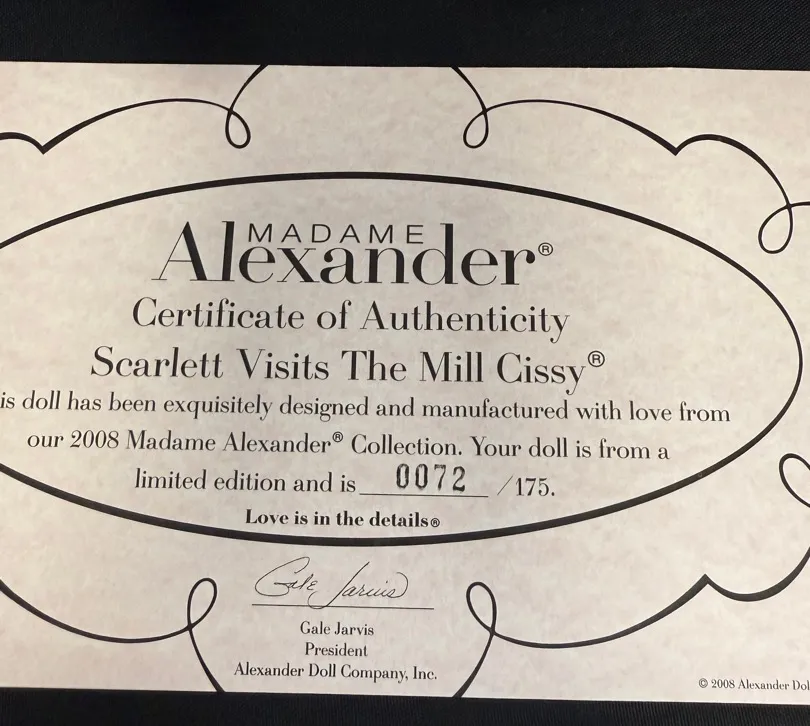 MADAME
Alexander®
Certificate of Authenticity
Scarlett Visits The Mill Cissy®
is doll has been exquisitely designed and manufactured with love from
our 2008 Madame Alexander® Collection. Your doll is from a
limited edition and is 0072 /175.
Love is in the details®
Gale Jarvis
Gale Jarvis
President
Alexander Doll Company, Inc.
© 2008 Alexander Dol